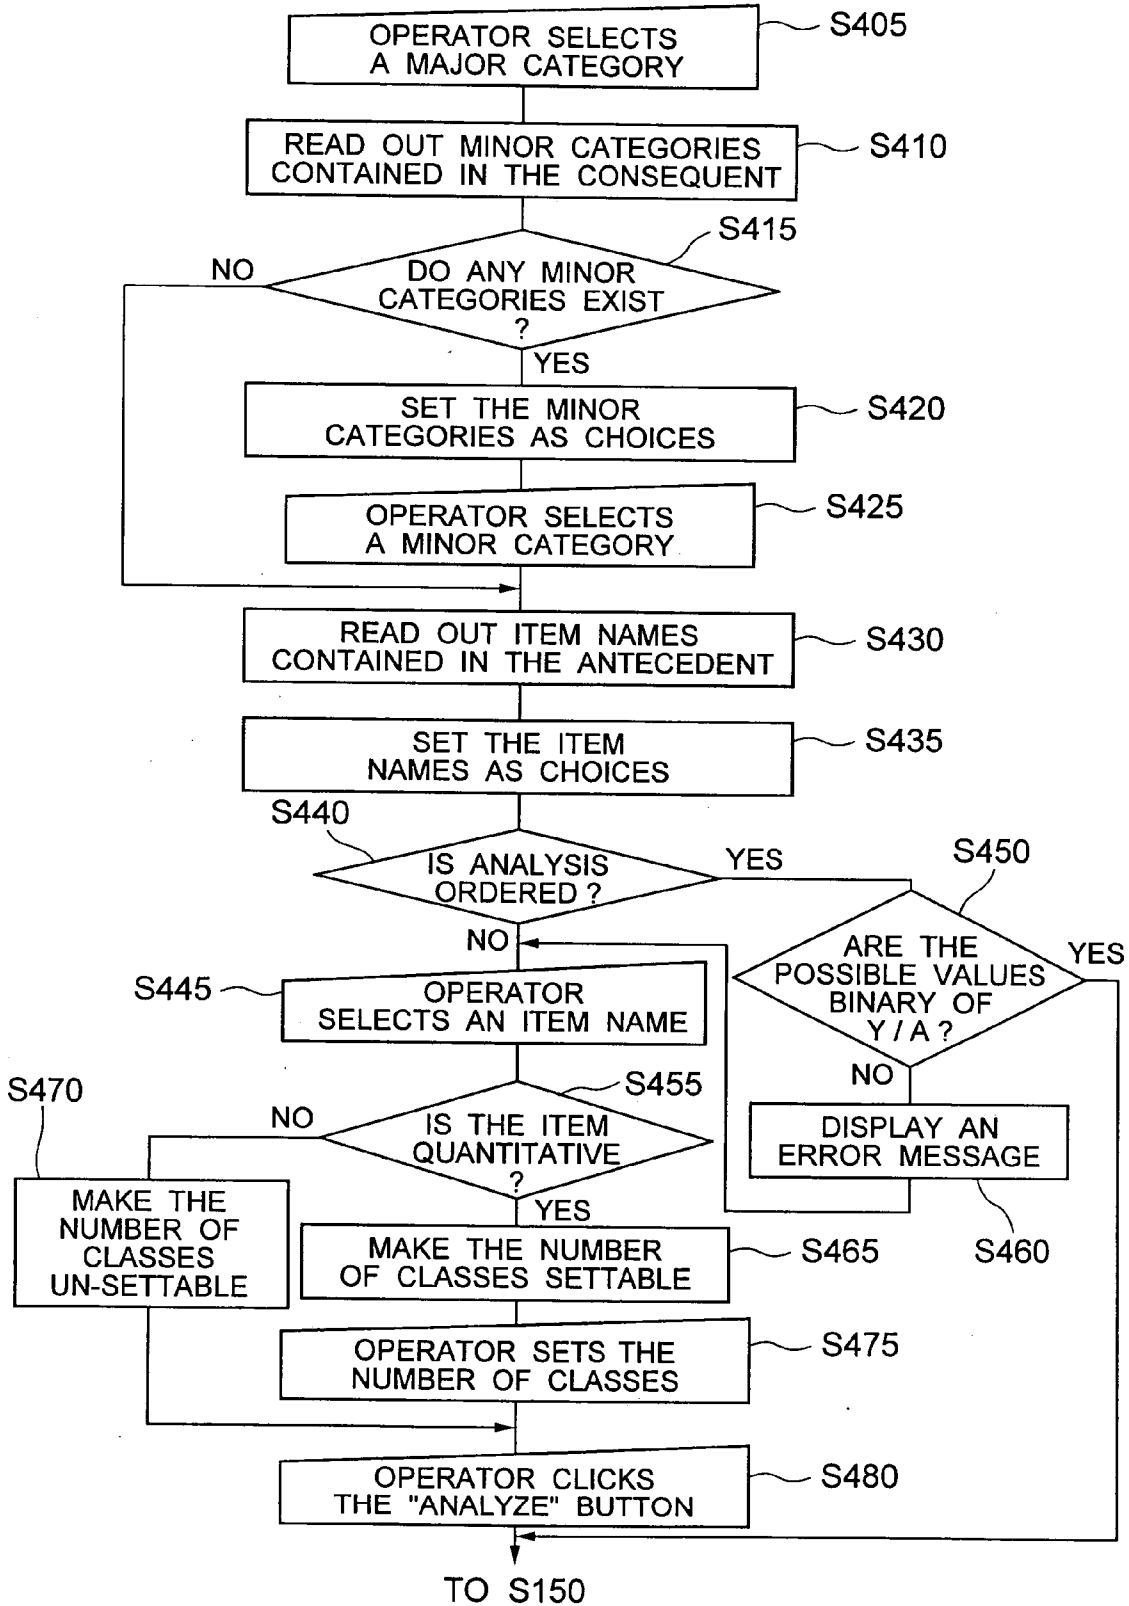 OPERATOR SELECTS
A MAJOR CATEGORY
S405
READ OUT MINOR CATEGORIES
CONTAINED IN THE CONSEQUENT
S410
S415
NO
DO ANY MINOR
CATEGORIES EXIST
?
YES
SET THE MINOR
CATEGORIES AS CHOICES
S420
OPERATOR SELECTS
A MINOR CATEGORY
S425
READ OUT ITEM NAMES
CONTAINED IN THE ANTECEDENT
S430
SET THE ITEM
NAMES AS CHOICES
S435
S440
IS ANALYSIS
ORDERED ?
YES
S450
NO
ARE THE
POSSIBLE VALUES
BINARY OF
Y / A ?
YES
S445
OPERATOR
SELECTS AN ITEM NAME
NO
S455
S470
NO
IS THE ITEM
QUANTITATIVE
?
YES
DISPLAY AN
ERROR MESSAGE
S460
MAKE THE
NUMBER OF
CLASSES
UN-SETTABLE
MAKE THE NUMBER
OF CLASSES SETTABLE
S465
OPERATOR SETS THE
NUMBER OF CLASSES
S475
OPERATOR CLICKS
THE "ANALYZE" BUTTON
S480
TO S150